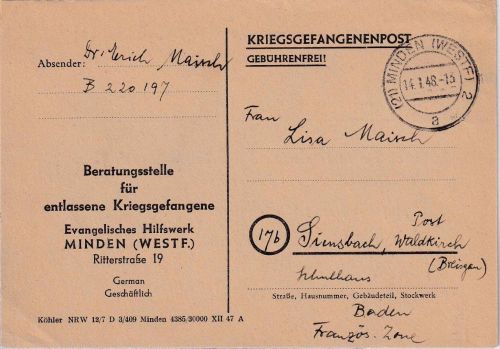 Absender: Dr. Erich Maisch
B 220 197
Beratungsstelle
für
entlassene Kriegsgefangene
Evangelisches Hilfswerk
MINDEN (WESTF.)
Ritterstraße 19
German
Geschäftlich
Köhler NRW 12/7 D 3/409 Minden 4385/30000 XII 47 A
KRIEGSGEFANGENENPOST
GEBÜHRENFREI!
(21) MINDEN (WESTF)
14.1.48.-15
a 2
Frau
Lisa Maisch
17b
Siensbach, Post Waldkirch
(Breisgau)
Schulhaus
Straße, Hausnummer, Gebäudeteil, Stockwerk
Baden
Französ. Zone